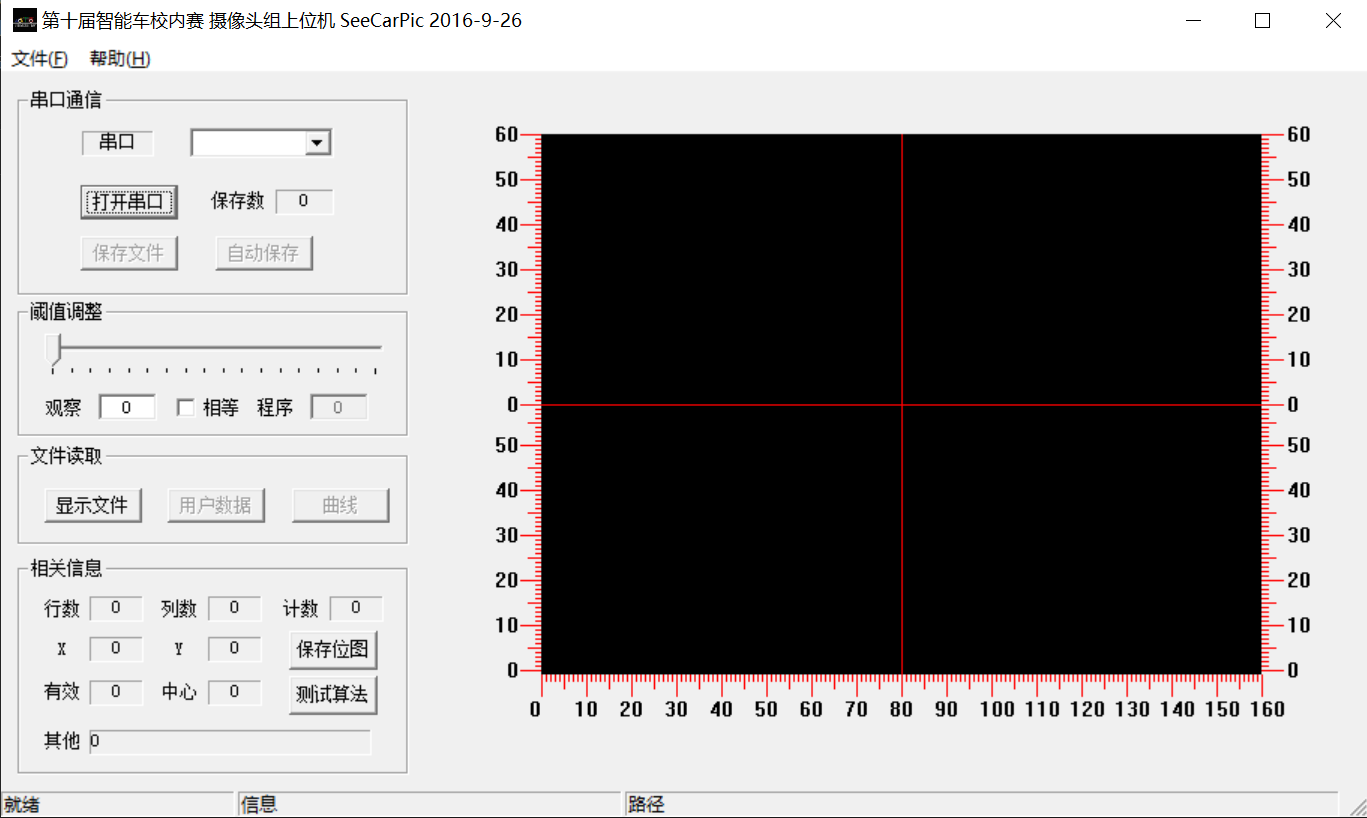 第十届智能车校内赛 摄像头组上位机 SeeCarPic 2016-9-26
文件(F) 帮助(H)
串口通信
串口
打开串口 保存数 0
保存文件 自动保存
阈值调整
观察 0 相等 程序 0
文件读取
显示文件 用户数据 曲线
相关信息
行数 0 列数 0 计数 0
X 0 Y 0 保存位图
有效 0 中心 0 测试算法
其他 0
60 60
50 50
40 40
30 30
20 20
10 10
0 0
50 50
40 40
30 30
20 20
10 10
0 0
0 10 20 30 40 50 60 70 80 90 100 110 120 130 140 150 160
就绪 信息 路径